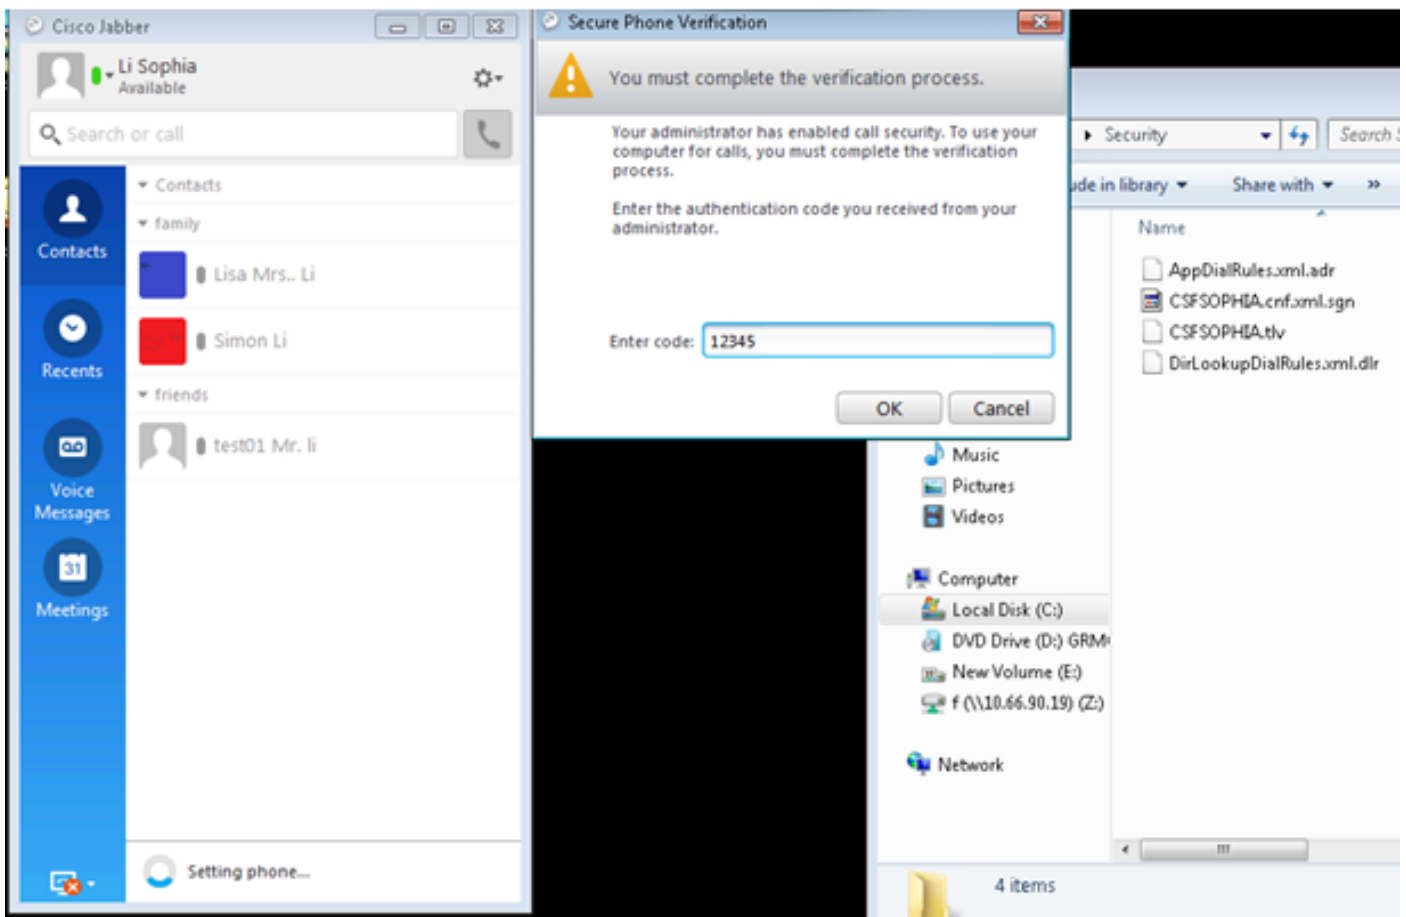 Cisco Jabber
Li Sophia
Available
Search or call
Contacts
Recents
Voice
Messages
31
Meetings
Contacts
family
Lisa Mrs.. Li
Simon Li
friends
test01 Mr. li
Setting phone...
Secure Phone Verification
You must complete the verification process.
Your administrator has enabled call security. To use your
computer for calls, you must complete the verification
process.
Enter the authentication code you received from your
administrator.
Enter code: 12345
OK Cancel
Security
Search
Share with
Name
AppDialRules.xml.adr
CSFSOPHIA.cnf.xml.sgn
CSFSOPHIA.tlv
DirLookupDialRules.xml.dlr
Music
Pictures
Videos
Computer
Local Disk (C:)
DVD Drive (D:)
New Volume (E:)
f (\\10.66.90.19) (Z:)
Network
4 items